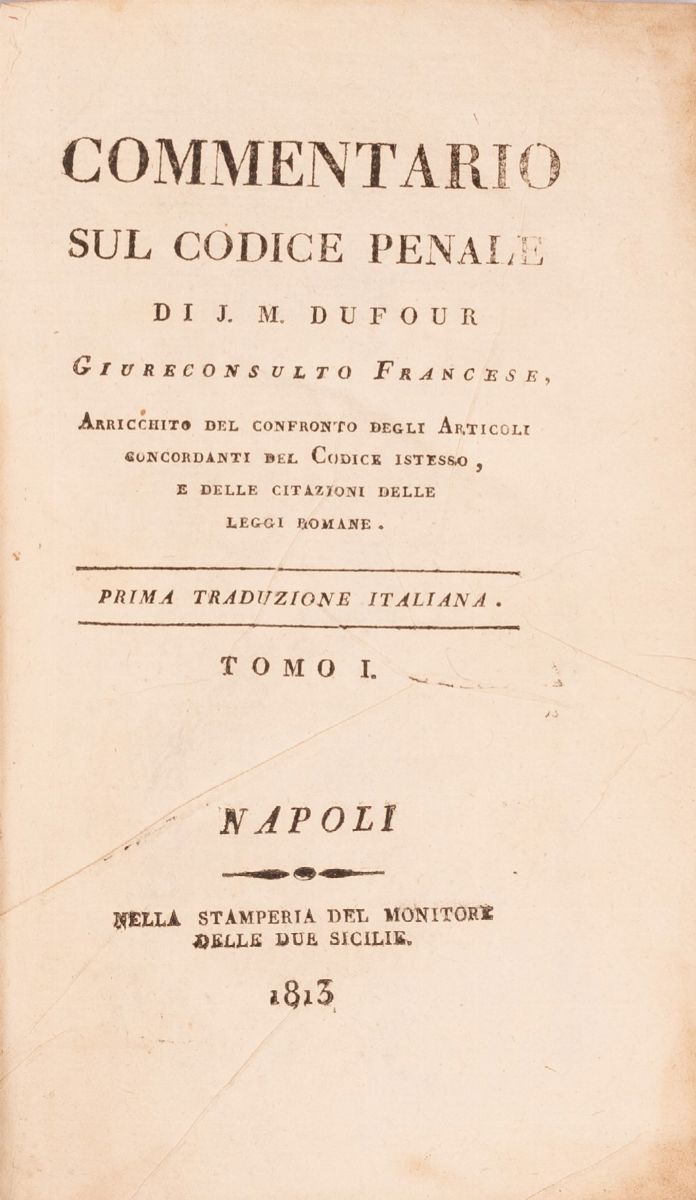 COMMENTARIO
SUL CODICE PENALE
DI J. M. DUFOUR
GIURECONSULTO FRANCESE,
ARRICCHITO DEL CONFRONTO DEGLI ARTICOLI
CONCORDANTI DEL CODICE ISTESSO,
E DELLE CITAZIONI DELLE
LEGGI ROMANE.
PRIMA TRADUZIONE ITALIANA.
TOMO I.
NAPOLI
NELLA STAMPERIA DEL MONITORE
DELLE DUE SICILIE.
1813